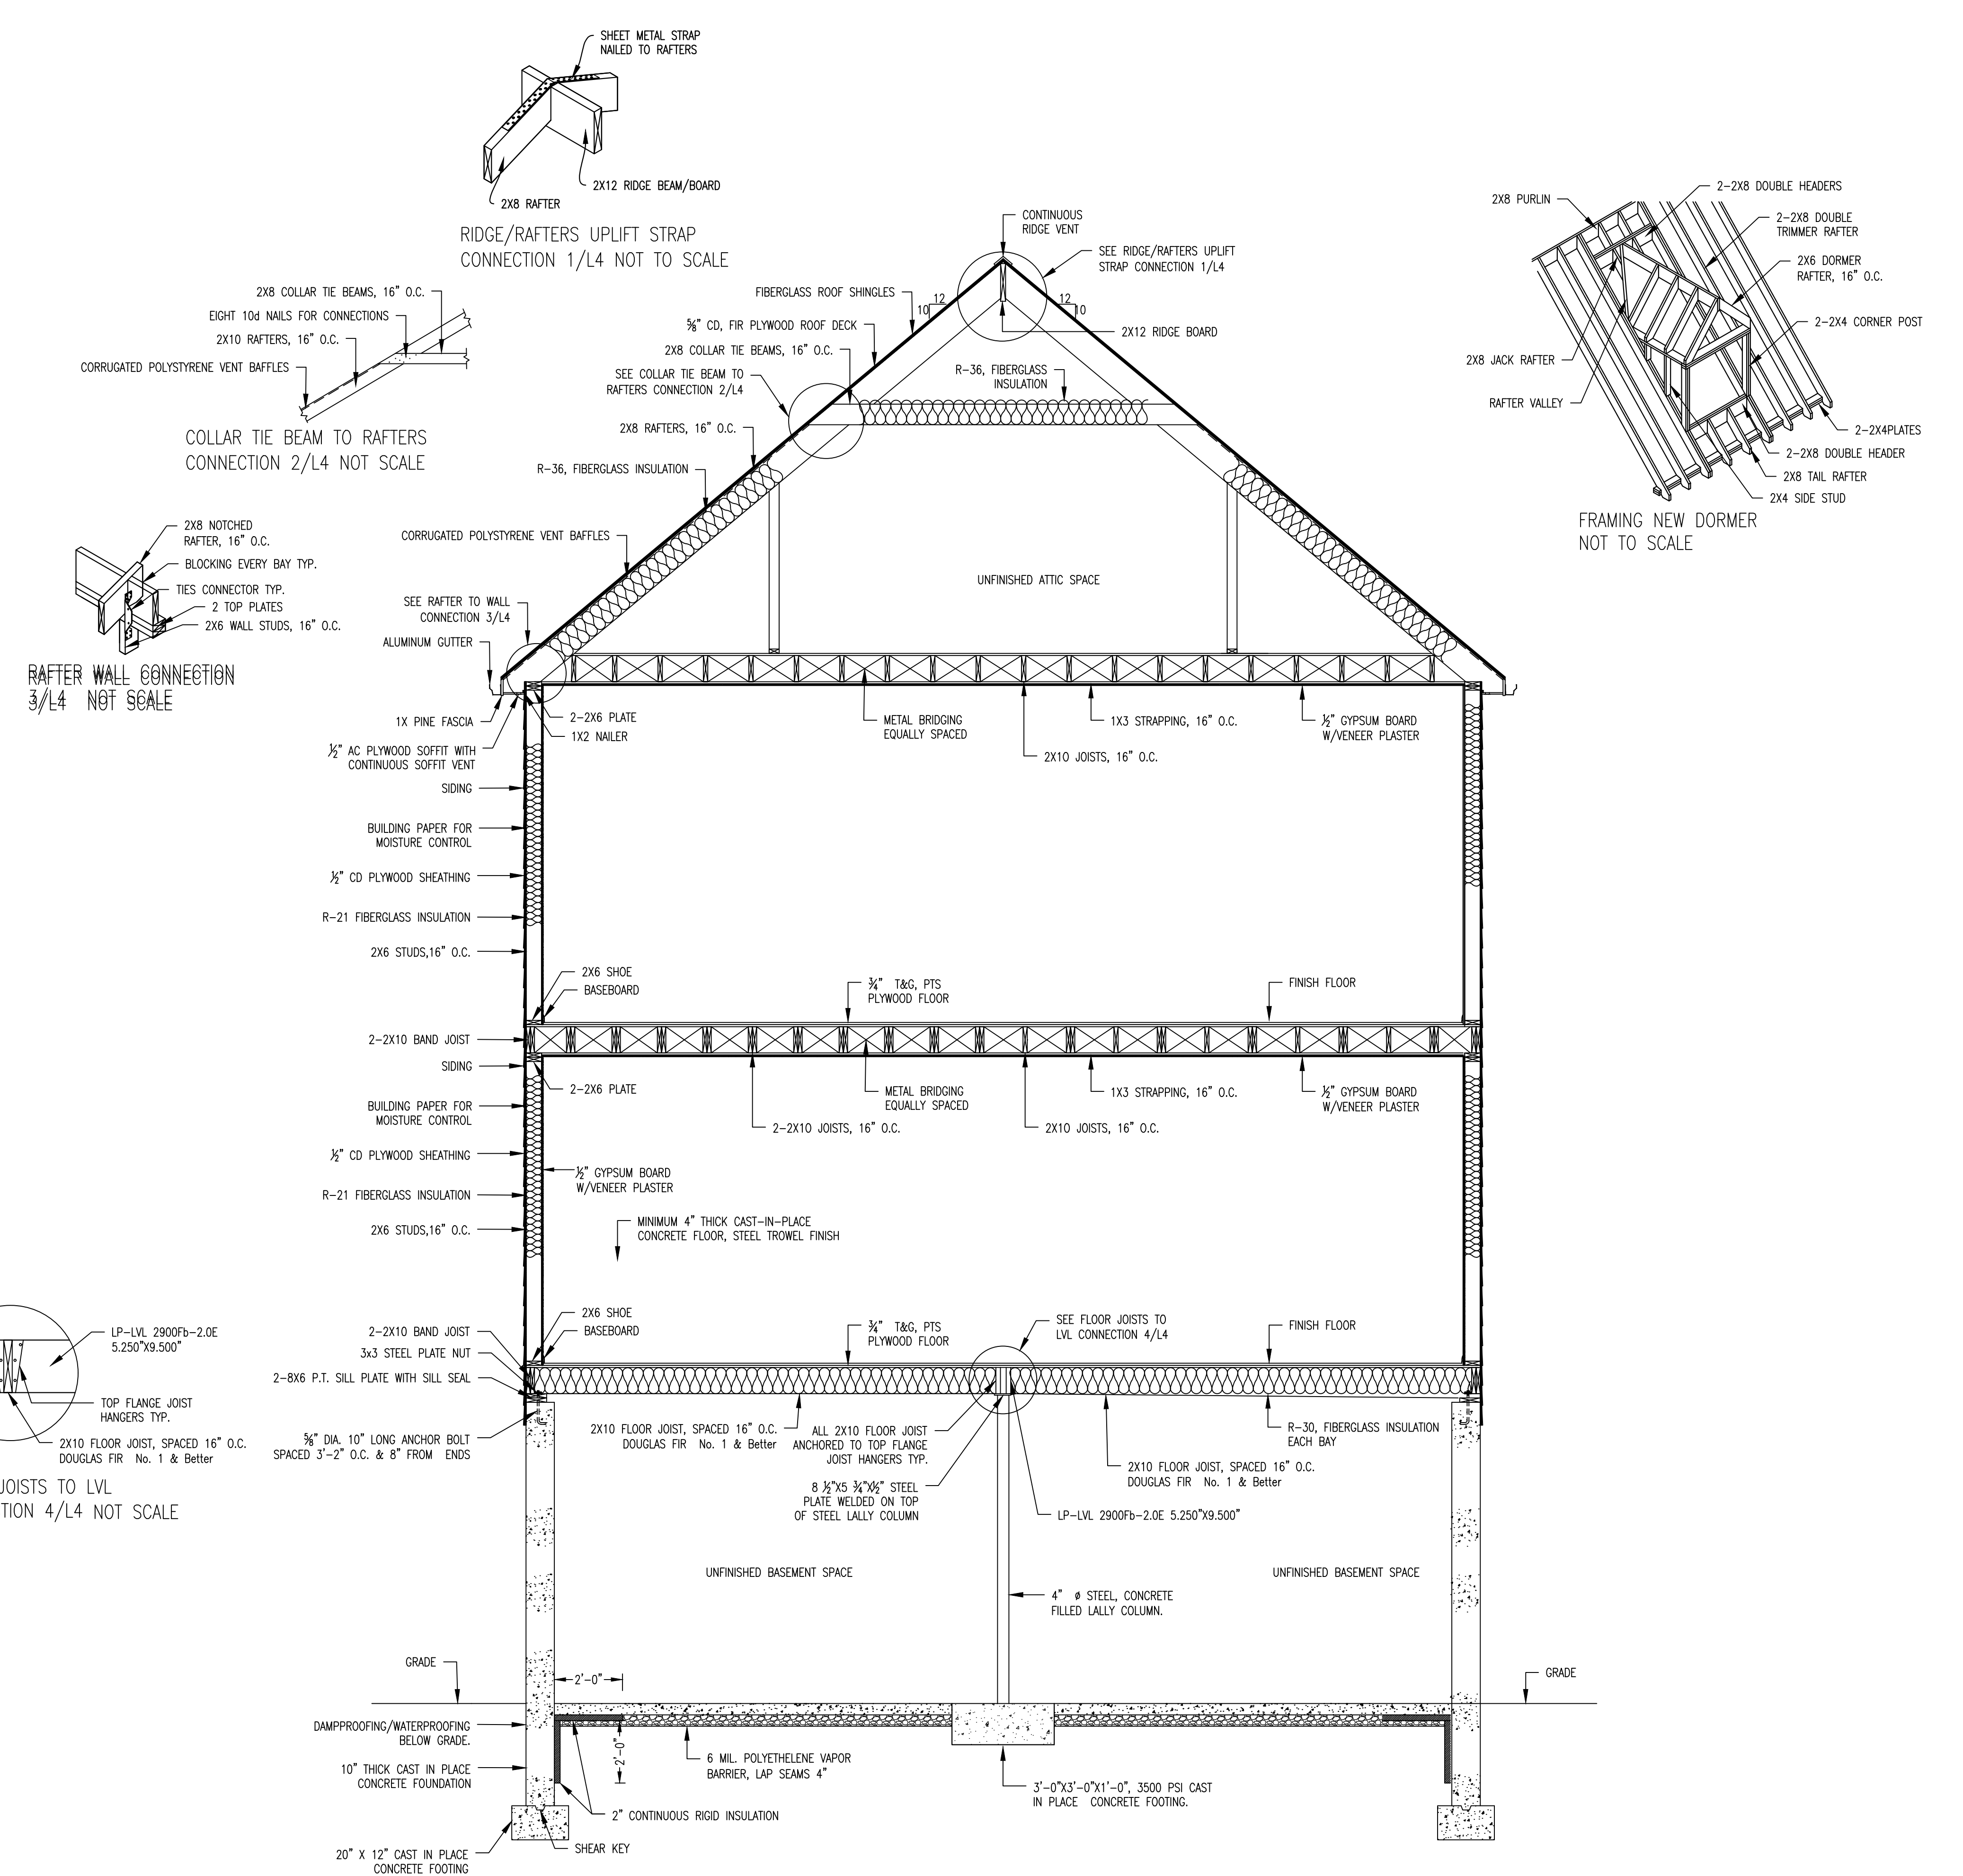 SHEET METAL STRAP
NAILED TO RAFTERS
2X12 RIDGE BEAM/BOARD
2X8 RAFTER
RIDGE/RAFTERS UPLIFT STRAP
CONNECTION 1/L4 NOT TO SCALE
2X8 COLLAR TIE BEAMS, 16" O.C.
EIGHT 10d NAILS FOR CONNECTIONS
2X10 RAFTERS, 16" O.C.
CORRUGATED POLYSTYRENE VENT BAFFLES
COLLAR TIE BEAM TO RAFTERS
CONNECTION 2/L4 NOT SCALE
2X8 NOTCHED
RAFTER, 16" O.C.
BLOCKING EVERY BAY TYP.
TIES CONNECTOR TYP.
2 TOP PLATES
2X6 WALL STUDS, 16" O.C.
RAFTER WALL CONNECTION
3/L4 NOT SCALE
2X8 PURLIN
2-2X8 DOUBLE HEADERS
2-2X8 DOUBLE
TRIMMER RAFTER
2X6 DORMER
RAFTER, 16" O.C.
2-2X4 CORNER POST
2X8 JACK RAFTER
RAFTER VALLEY
2-2X4PLATES
2-2X8 DOUBLE HEADER
2X8 TAIL RAFTER
2X4 SIDE STUD
FRAMING NEW DORMER
NOT TO SCALE
CONTINUOUS
RIDGE VENT
SEE RIDGE/RAFTERS UPLIFT
STRAP CONNECTION 1/L4
FIBERGLASS ROOF SHINGLES
12
10
12
10
⅝" CD, FIR PLYWOOD ROOF DECK
2X12 RIDGE BOARD
2X8 COLLAR TIE BEAMS, 16" O.C.
SEE COLLAR TIE BEAM TO
RAFTERS CONNECTION 2/L4
R-36, FIBERGLASS
INSULATION
2X8 RAFTERS, 16" O.C.
R-36, FIBERGLASS INSULATION
CORRUGATED POLYSTYRENE VENT BAFFLES
UNFINISHED ATTIC SPACE
SEE RAFTER TO WALL
CONNECTION 3/L4
ALUMINUM GUTTER
1X PINE FASCIA
2-2X6 PLATE
1X2 NAILER
METAL BRIDGING
EQUALLY SPACED
1X3 STRAPPING, 16" O.C.
½" GYPSUM BOARD
W/VENEER PLASTER
2X10 JOISTS, 16" O.C.
½" AC PLYWOOD SOFFIT WITH
CONTINUOUS SOFFIT VENT
SIDING
BUILDING PAPER FOR
MOISTURE CONTROL
½" CD PLYWOOD SHEATHING
R-21 FIBERGLASS INSULATION
2X6 STUDS,16" O.C.
2X6 SHOE
BASEBOARD
¾" T&G, PTS
PLYWOOD FLOOR
FINISH FLOOR
2-2X10 BAND JOIST
SIDING
2-2X6 PLATE
METAL BRIDGING
EQUALLY SPACED
1X3 STRAPPING, 16" O.C.
½" GYPSUM BOARD
W/VENEER PLASTER
BUILDING PAPER FOR
MOISTURE CONTROL
2-2X10 JOISTS, 16" O.C.
2X10 JOISTS, 16" O.C.
½" CD PLYWOOD SHEATHING
½" GYPSUM BOARD
W/VENEER PLASTER
R-21 FIBERGLASS INSULATION
2X6 STUDS,16" O.C.
MINIMUM 4" THICK CAST-IN-PLACE
CONCRETE FLOOR, STEEL TROWEL FINISH
2X6 SHOE
BASEBOARD
2-2X10 BAND JOIST
3x3 STEEL PLATE NUT
2-8X6 P.T. SILL PLATE WITH SILL SEAL
¾" T&G, PTS
PLYWOOD FLOOR
SEE FLOOR JOISTS TO
LVL CONNECTION 4/L4
FINISH FLOOR
LP-LVL 2900Fb-2.0E
5.250"X9.500"
TOP FLANGE JOIST
HANGERS TYP.
2X10 FLOOR JOIST, SPACED 16" O.C.
DOUGLAS FIR No. 1 & Better
JOISTS TO LVL
TION 4/L4 NOT SCALE
⅝" DIA. 10" LONG ANCHOR BOLT
SPACED 3'-2" O.C. & 8" FROM ENDS
2X10 FLOOR JOIST, SPACED 16" O.C.
DOUGLAS FIR No. 1 & Better
ALL 2X10 FLOOR JOIST
ANCHORED TO TOP FLANGE
JOIST HANGERS TYP.
R-30, FIBERGLASS INSULATION
EACH BAY
2X10 FLOOR JOIST, SPACED 16" O.C.
DOUGLAS FIR No. 1 & Better
8 ½"X5 ¾"X½" STEEL
PLATE WELDED ON TOP
OF STEEL LALLY COLUMN
LP-LVL 2900Fb-2.0E 5.250"X9.500"
UNFINISHED BASEMENT SPACE
UNFINISHED BASEMENT SPACE
4" ø STEEL, CONCRETE
FILLED LALLY COLUMN.
GRADE
2'-0"
GRADE
DAMPPROOFING/WATERPROOFING
BELOW GRADE.
2'-0"
6 MIL. POLYETHELENE VAPOR
BARRIER, LAP SEAMS 4"
10" THICK CAST IN PLACE
CONCRETE FOUNDATION
3'-0"X3'-0"X1'-0", 3500 PSI CAST
IN PLACE CONCRETE FOOTING.
2" CONTINUOUS RIGID INSULATION
SHEAR KEY
20" X 12" CAST IN PLACE
CONCRETE FOOTING